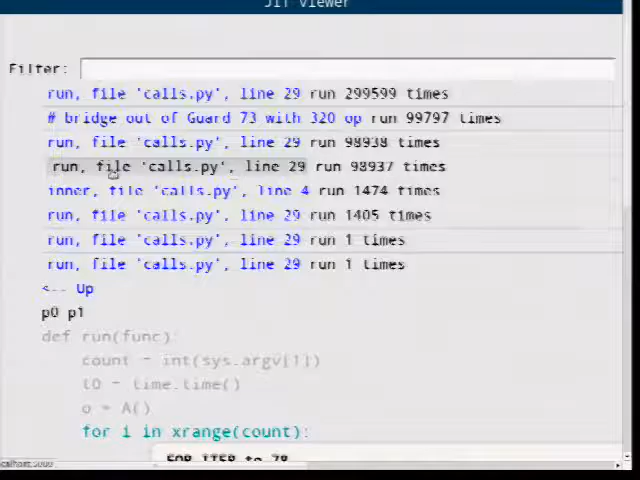 JIT Viewer
Filter:
run, file 'calls.py', line 29 run 299599 times
# bridge out of Guard 73 with 320 op run 99797 times
run, file 'calls.py', line 29 run 98938 times
run, file 'calls.py', line 29 run 98937 times
inner, file 'calls.py', line 4 run 1474 times
run, file 'calls.py', line 29 run 1405 times
run, file 'calls.py', line 29 run 1 times
run, file 'calls.py', line 29 run 1 times
<-- Up
p0 p1
def run(func):
count = int(sys.argv[1])
t0 = time.time()
o = A()
for i in xrange(count):
FOR_ITER to 78